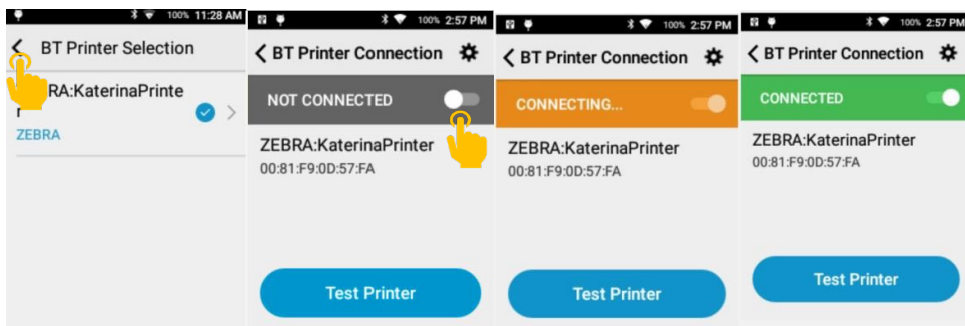 100% 11:28 AM
BT Printer Selection
RA:KaterinaPrinte
r
ZEBRA
100% 2:57 PM
BT Printer Connection
NOT CONNECTED
ZEBRA:KaterinaPrinter
00:81:F9:0D:57:FA
Test Printer
100% 2:57 PM
BT Printer Connection
CONNECTING...
ZEBRA:KaterinaPrinter
00:81:F9:0D:57:FA
Test Printer
100% 2:57 PM
BT Printer Connection
CONNECTED
ZEBRA:KaterinaPrinter
00:81:F9:0D:57:FA
Test Printer